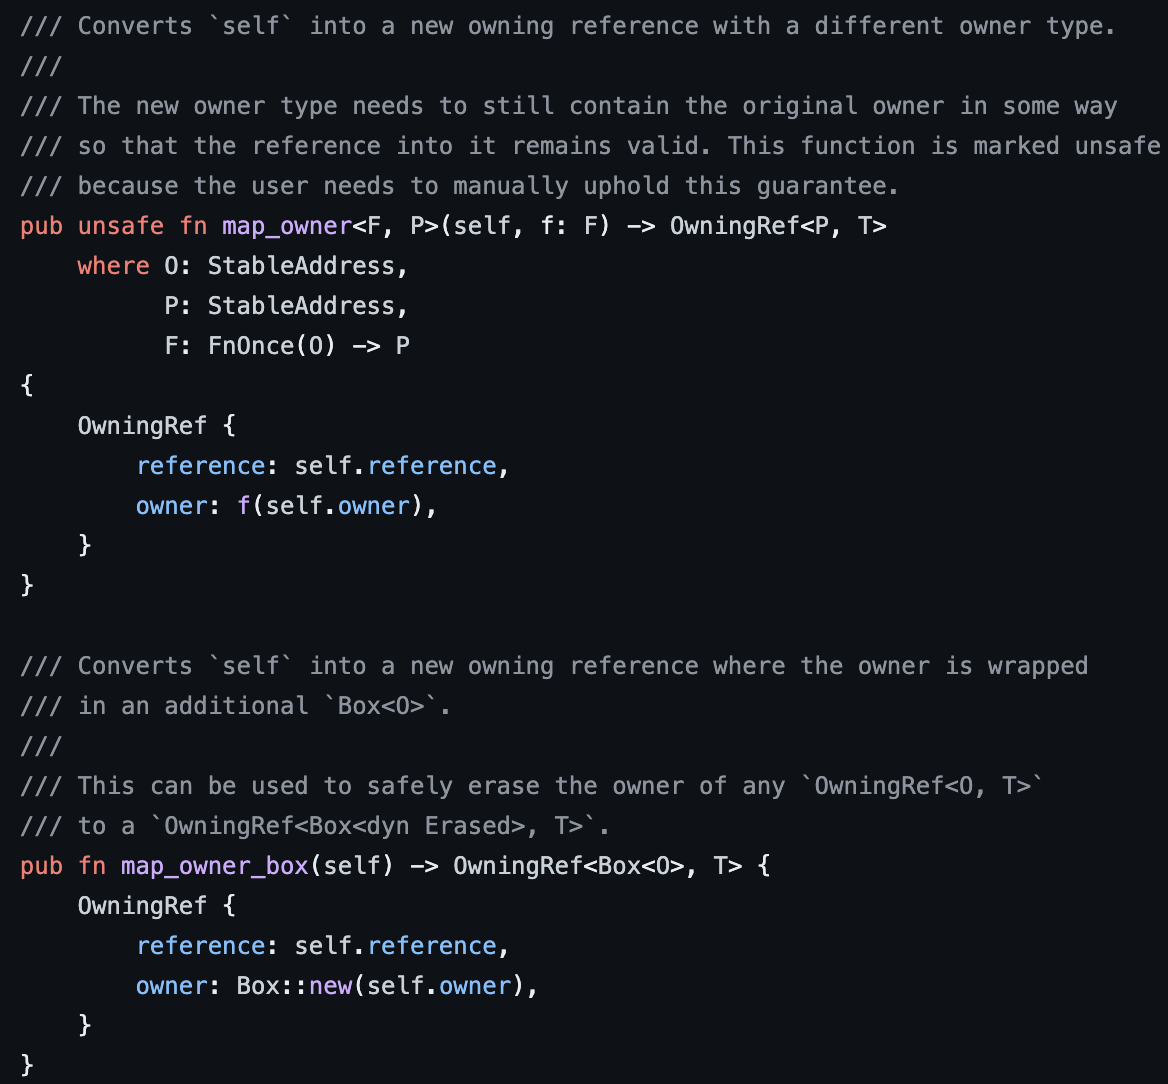 /// Converts `self` into a new owning reference with a different owner type.
///
/// The new owner type needs to still contain the original owner in some way
/// so that the reference into it remains valid. This function is marked unsafe
/// because the user needs to manually uphold this guarantee.
pub unsafe fn map_owner<F, P>(self, f: F) -> OwningRef<P, T>
    where O: StableAddress,
          P: StableAddress,
          F: FnOnce(O) -> P
{
    OwningRef {
        reference: self.reference,
        owner: f(self.owner),
    }
}

/// Converts `self` into a new owning reference where the owner is wrapped
/// in an additional `Box<O>`.
///
/// This can be used to safely erase the owner of any `OwningRef<O, T>`
/// to a `OwningRef<Box<dyn Erased>, T>`.
pub fn map_owner_box(self) -> OwningRef<Box<O>, T> {
    OwningRef {
        reference: self.reference,
        owner: Box::new(self.owner),
    }
}